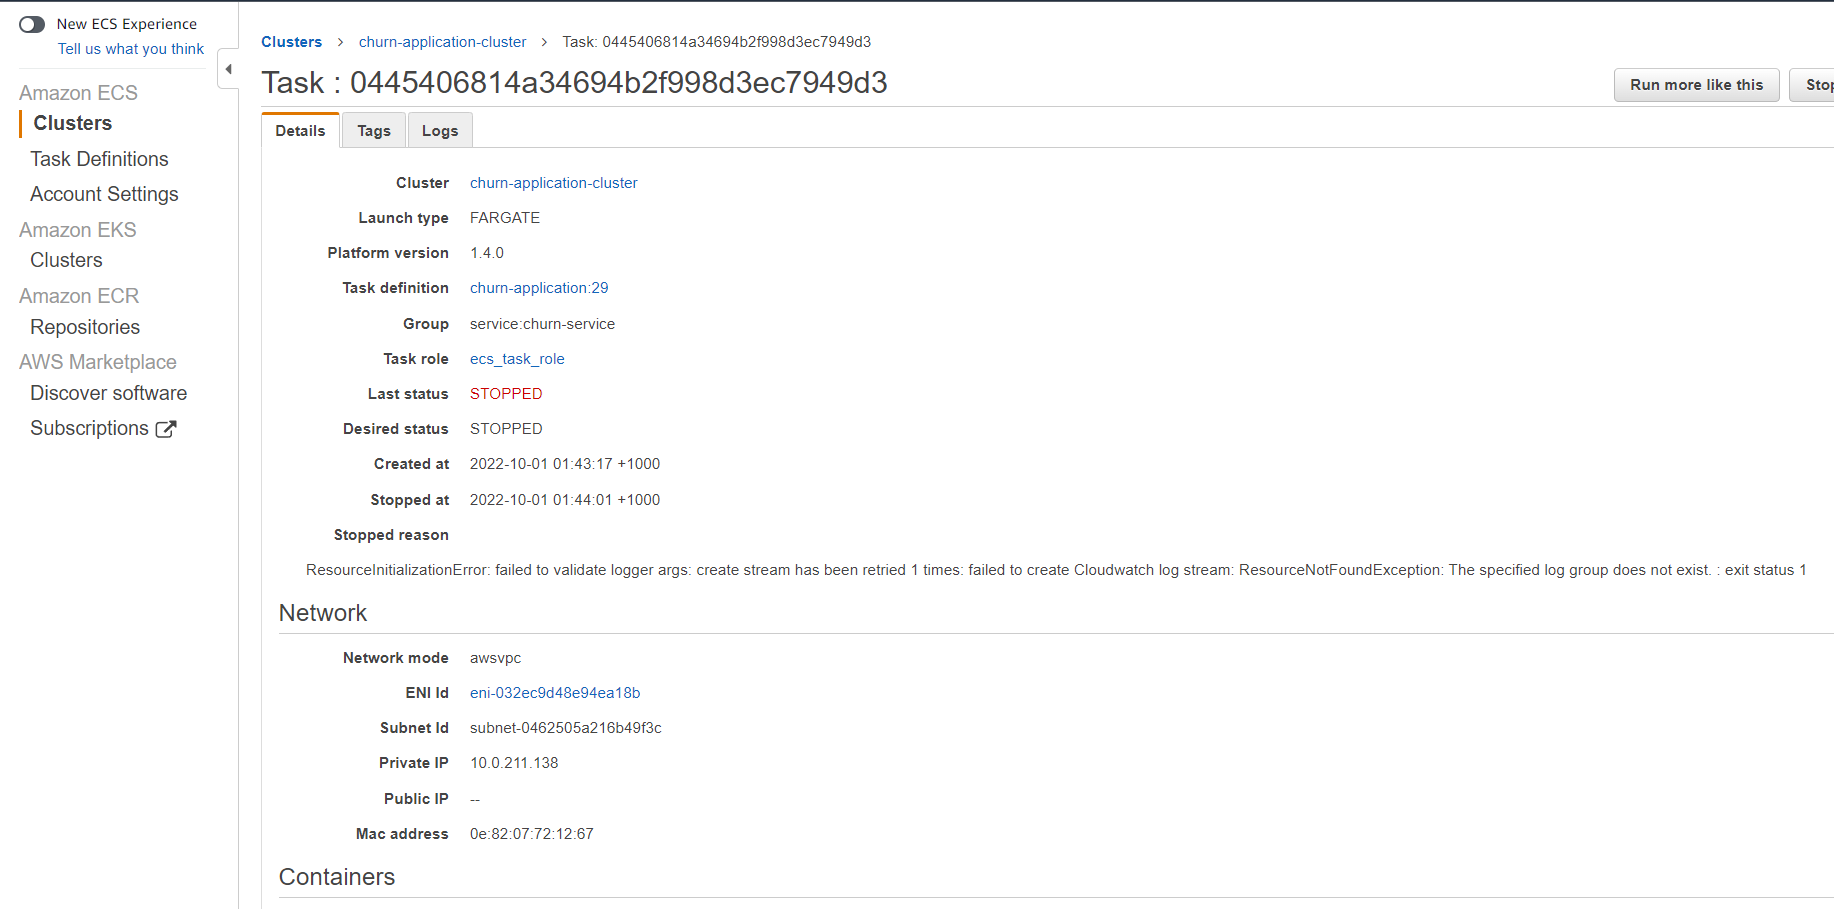 New ECS Experience
Tell us what you think
Amazon ECS
Clusters
Task Definitions
Account Settings
Amazon EKS
Clusters
Amazon ECR
Repositories
AWS Marketplace
Discover software
Subscriptions
Clusters > churn-application-cluster > Task: 0445406814a34694b2f998d3ec7949d3
Task : 0445406814a34694b2f998d3ec7949d3
Run more like this
Stop
Details Tags Logs
Cluster churn-application-cluster
Launch type FARGATE
Platform version 1.4.0
Task definition churn-application:29
Group service:churn-service
Task role ecs_task_role
Last status STOPPED
Desired status STOPPED
Created at 2022-10-01 01:43:17 +1000
Stopped at 2022-10-01 01:44:01 +1000
Stopped reason
ResourceInitializationError: failed to validate logger args: create stream has been retried 1 times: failed to create Cloudwatch log stream: ResourceNotFoundException: The specified log group does not exist. : exit status 1
Network
Network mode awsvpc
ENI Id eni-032ec9d48e94ea18b
Subnet Id subnet-0462505a216b49f3c
Private IP 10.0.211.138
Public IP --
Mac address 0e:82:07:72:12:67
Containers